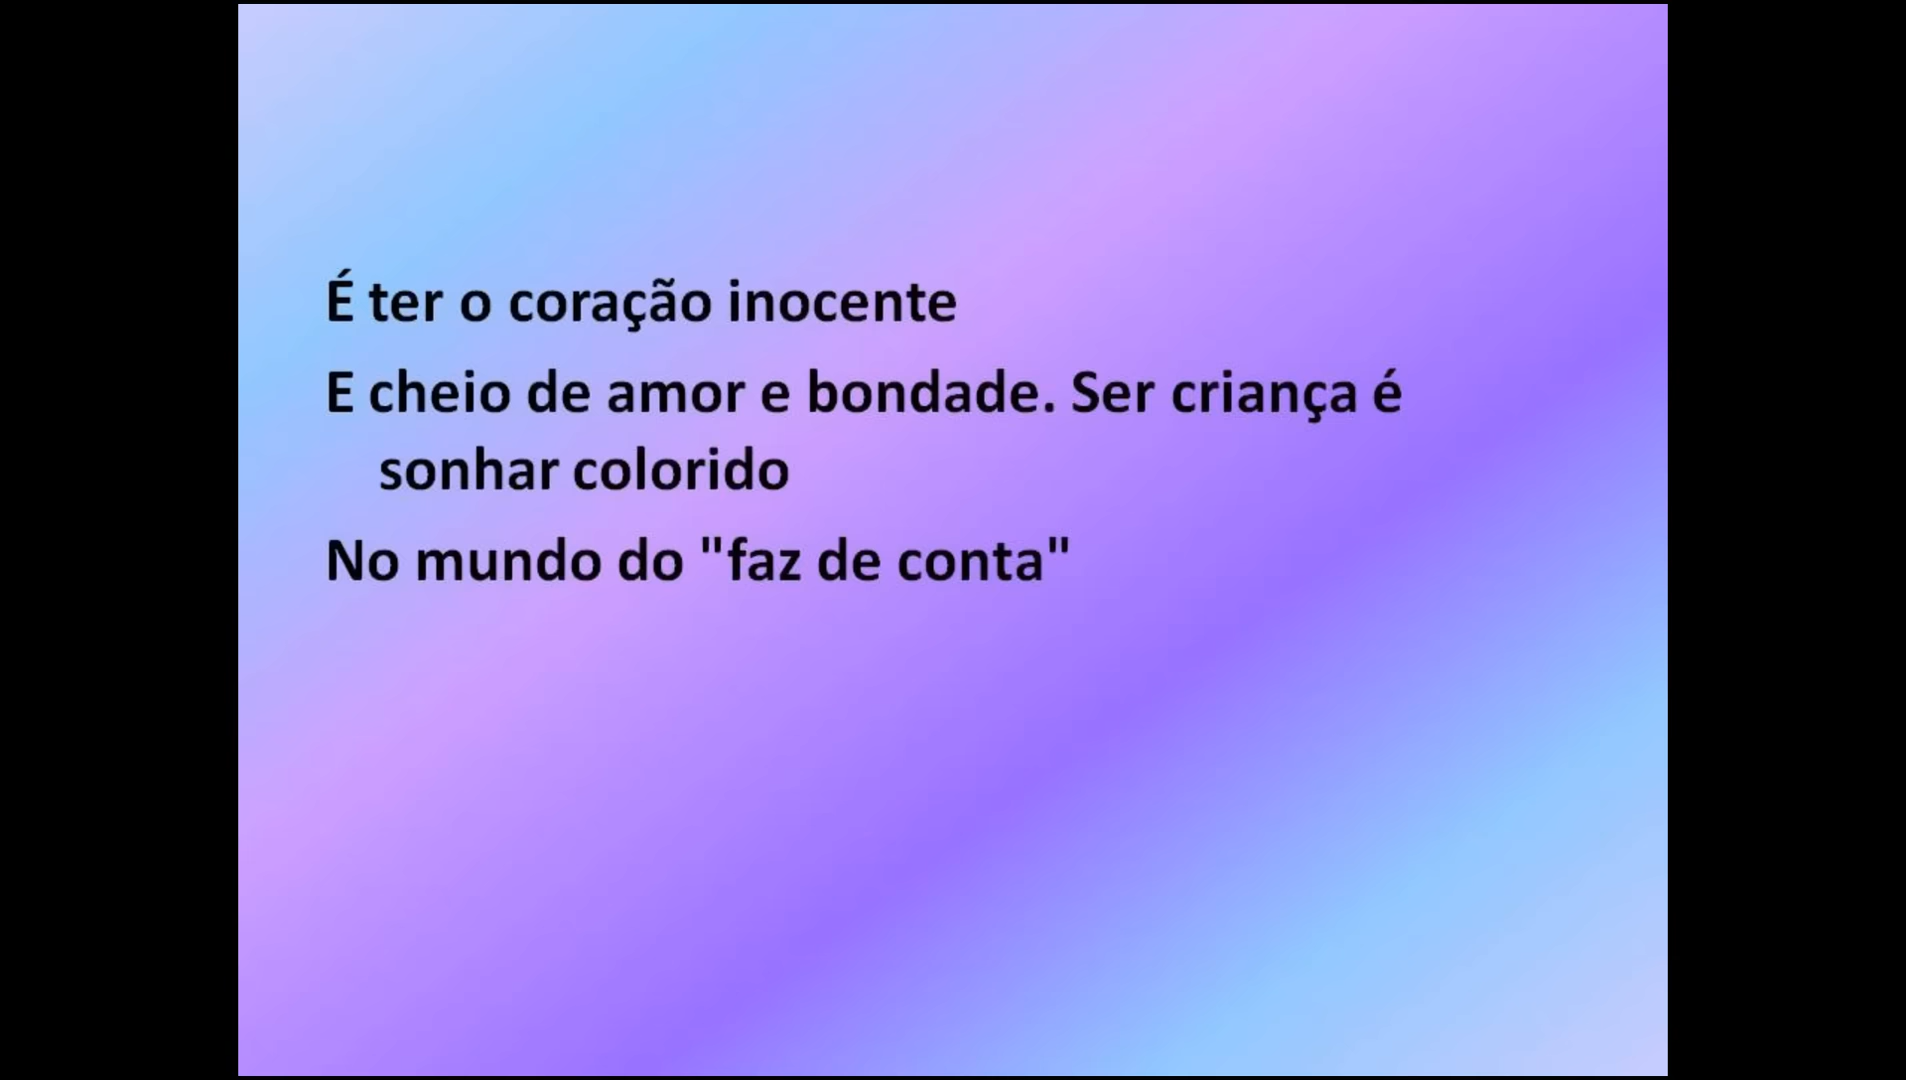 É ter o coração inocente
E cheio de amor e bondade. Ser criança é
sonhar colorido
No mundo do "faz de conta"